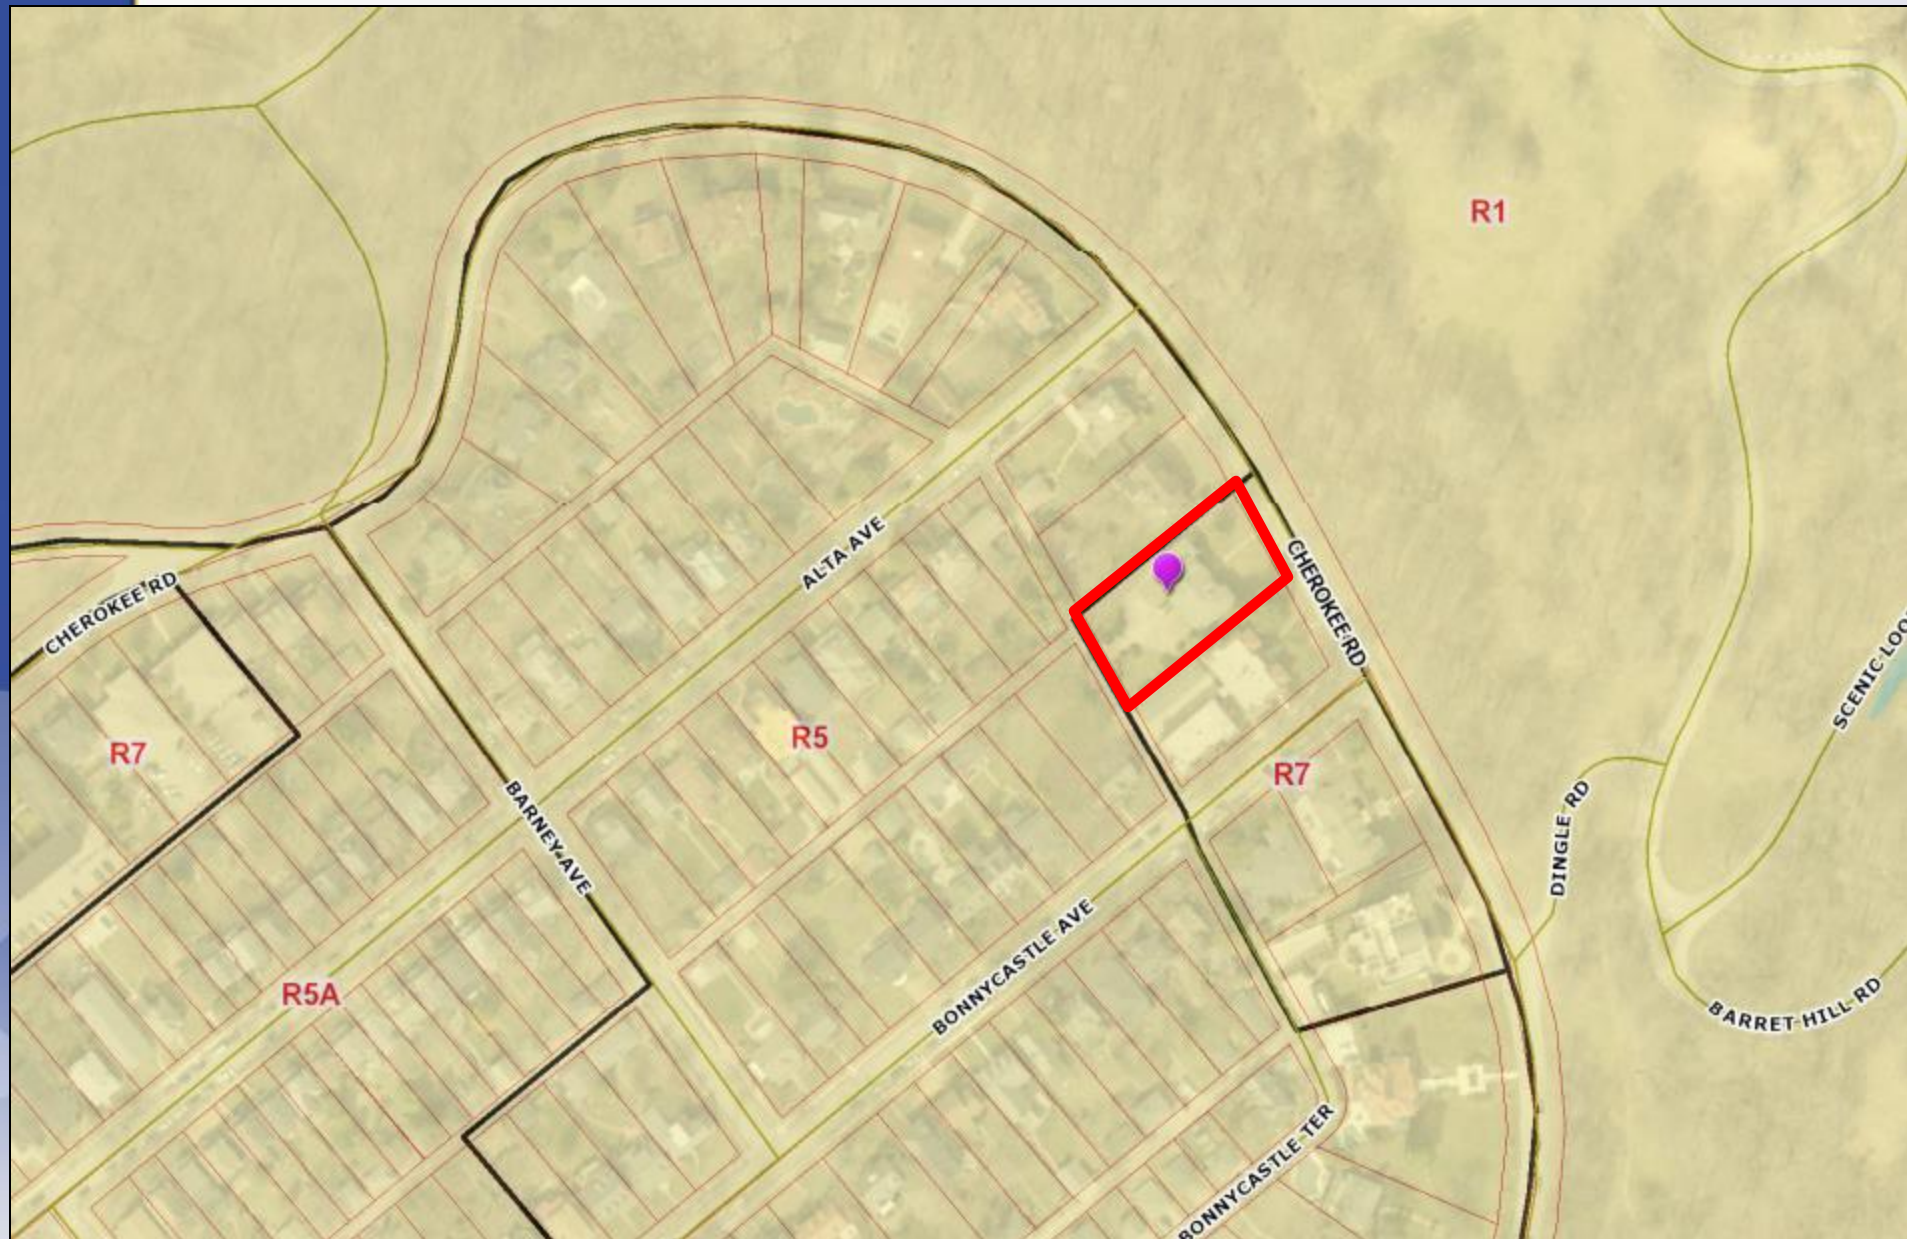 R1
ALTA AVE
CHEROKEE RD
CHEROKEE RD
R5
R7
R7
SCENIC LOO
BARNEY AVE
DINGLE RD
BONNYCASTLE AVE
R5A
BARRET HILL RD
BONNYCASTLE TER